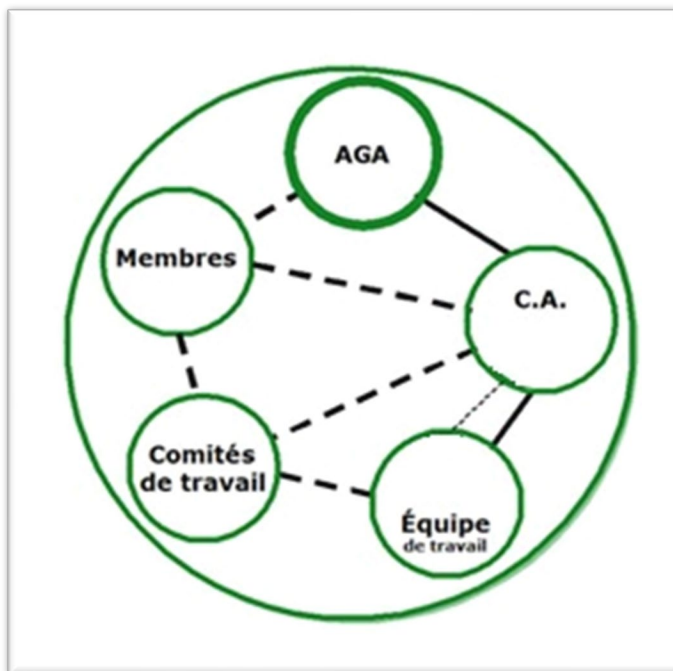 AGA
Membres
C.A.
Comités
de travail
Équipe
de travail